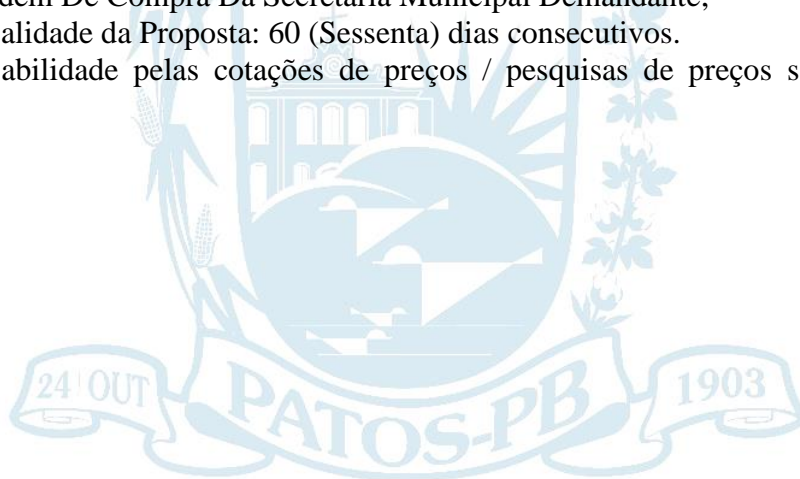 dem De Compra Da Secretaria Municipal Demandante;
alidade da Proposta: 60 (Sessenta) dias consecutivos.
abilidade pelas cotações de preços / pesquisas de preços s
24 OUT
PATOS-PB
1903